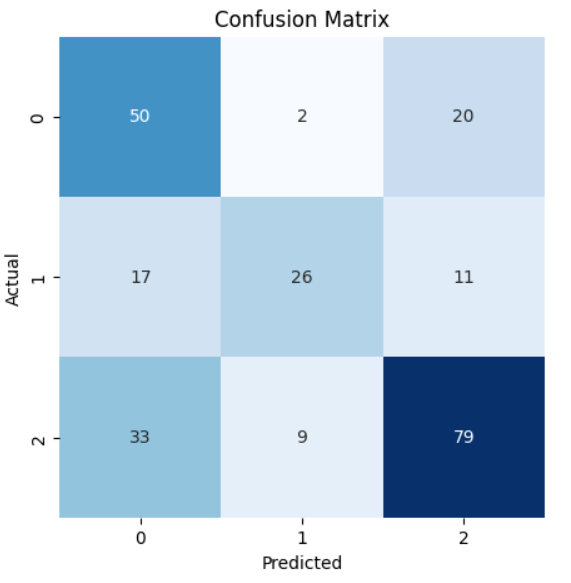 Confusion Matrix
0 50 2 20
1 17 26 11
2 33 9 79
Actual
0 1 2
Predicted